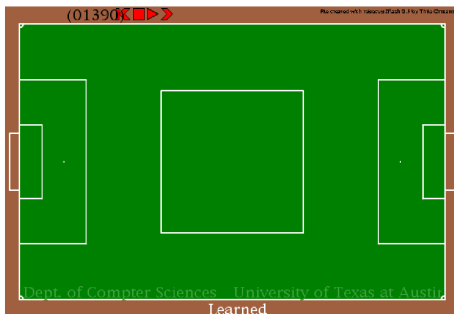 (01390)
Dept. of Compter Sciences University of Texas at Austin
Learned